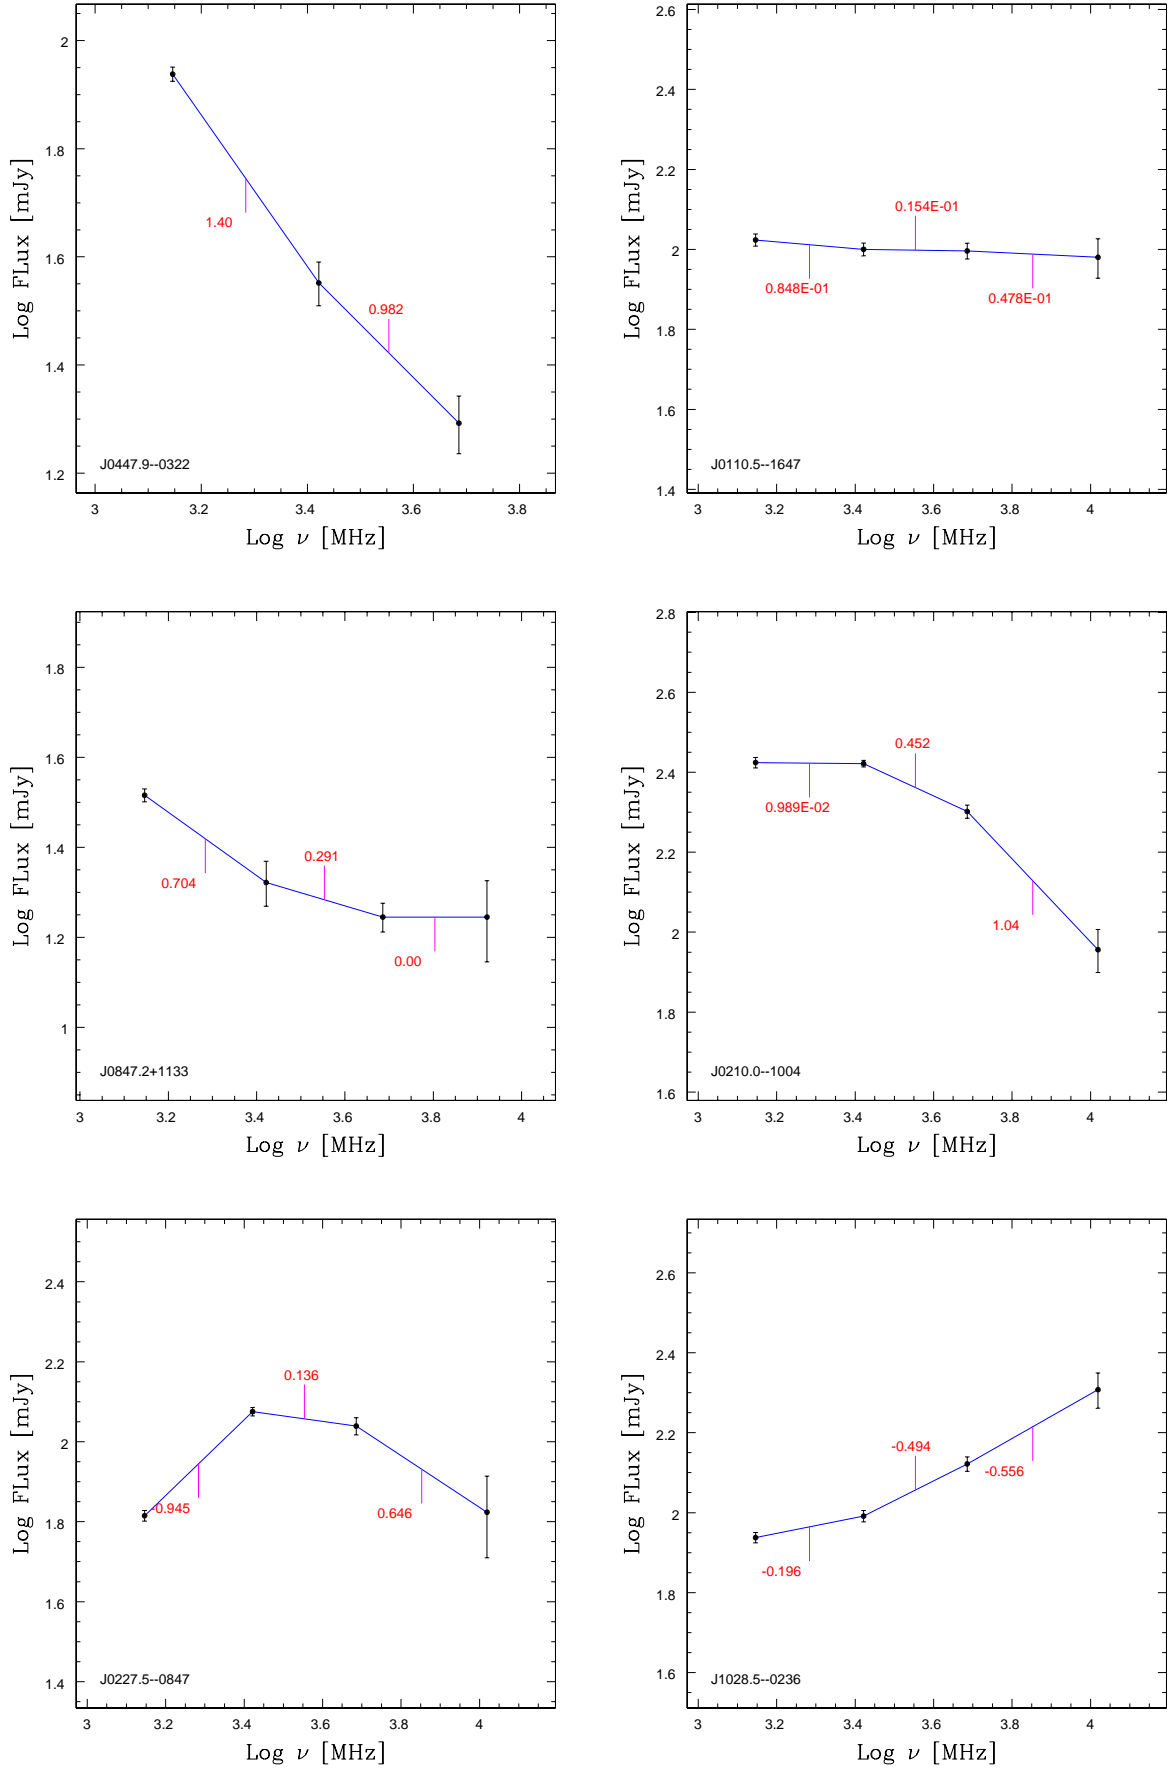 2
1.8
1.6
1.4
1.2
Log FLux [mJy]
1.40
0.982
J0447.9--0322
3 3.2 3.4 3.6 3.8
Log ν [MHz]
2.6
2.4
2.2
2
1.8
1.6
1.4
Log FLux [mJy]
0.154E-01
0.848E-01
0.478E-01
J0110.5--1647
3 3.2 3.4 3.6 3.8 4
Log ν [MHz]
1.8
1.6
1.4
1.2
1
Log FLux [mJy]
0.291
0.704
0.00
J0847.2+1133
3 3.2 3.4 3.6 3.8 4
Log ν [MHz]
2.8
2.6
2.4
2.2
2
1.8
1.6
Log FLux [mJy]
0.452
0.989E-02
1.04
J0210.0--1004
3 3.2 3.4 3.6 3.8 4
Log ν [MHz]
2.4
2.2
2
1.8
1.6
1.4
Log FLux [mJy]
0.136
-0.945
0.646
J0227.5--0847
3 3.2 3.4 3.6 3.8 4
Log ν [MHz]
2.6
2.4
2.2
2
1.8
1.6
Log FLux [mJy]
-0.494
-0.556
-0.196
J1028.5--0236
3 3.2 3.4 3.6 3.8 4
Log ν [MHz]